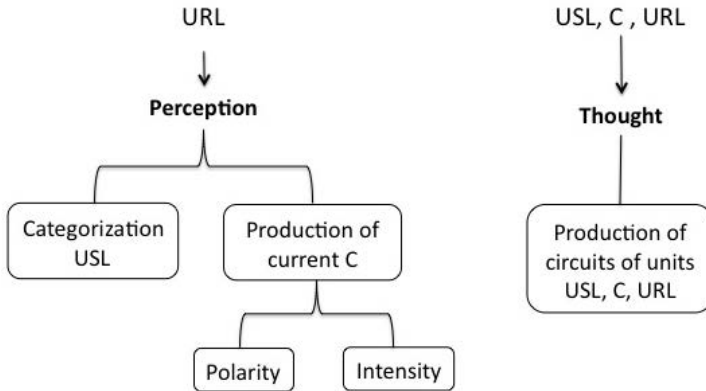 URL
Perception
Categorization
USL
Production of
current C
Polarity
Intensity
USL, C , URL
Thought
Production of
circuits of units
USL, C, URL